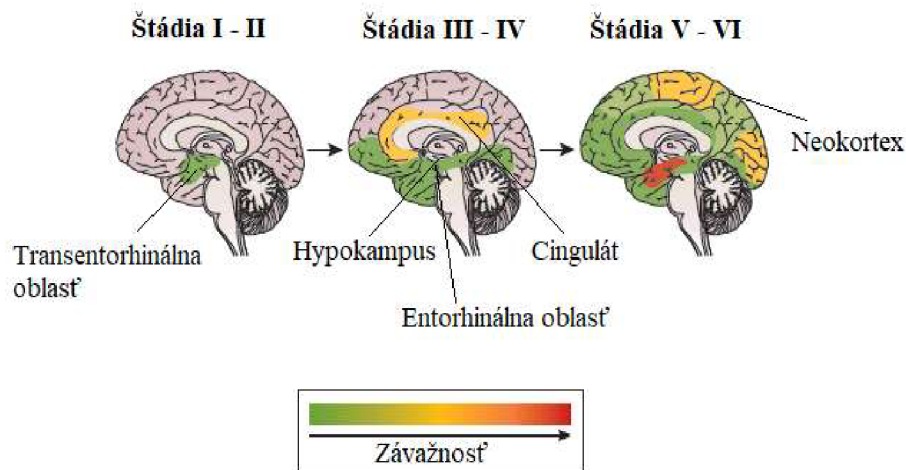 Štádia I - II
Štádia III - IV
Štádia V - VI
Neokortex
Transentorhinálna
oblasť
Hypokampus
Cingulát
Entorhinálna oblasť
Závažnosť